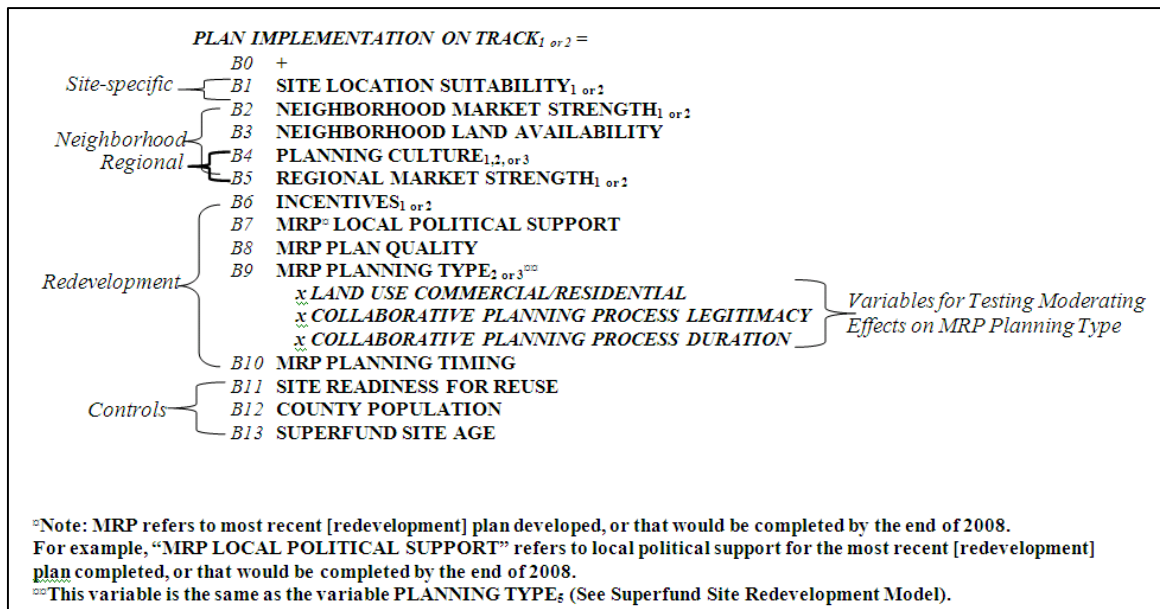 PLAN IMPLEMENTATION ON TRACK1 or 2 =
B0 +
Site-specific
B1 SITE LOCATION SUITABILITY1 or 2
B2 NEIGHBORHOOD MARKET STRENGTH1 or 2
Neighborhood
B3 NEIGHBORHOOD LAND AVAILABILITY
Regional
B4 PLANNING CULTURE1,2, or 3
B5 REGIONAL MARKET STRENGTH1 or 2
B6 INCENTIVES1 or 2
B7 MRP¤ LOCAL POLITICAL SUPPORT
B8 MRP PLAN QUALITY
Redevelopment
B9 MRP PLANNING TYPE2 or 3¤¤
x LAND USE COMMERCIAL/RESIDENTIAL
x COLLABORATIVE PLANNING PROCESS LEGITIMACY
x COLLABORATIVE PLANNING PROCESS DURATION
Variables for Testing Moderating
Effects on MRP Planning Type
B10 MRP PLANNING TIMING
B11 SITE READINESS FOR REUSE
Controls
B12 COUNTY POPULATION
B13 SUPERFUND SITE AGE
¤Note: MRP refers to most recent [redevelopment] plan developed, or that would be completed by the end of 2008.
For example, “MRP LOCAL POLITICAL SUPPORT” refers to local political support for the most recent [redevelopment]
plan completed, or that would be completed by the end of 2008.
¤¤This variable is the same as the variable PLANNING TYPE5 (See Superfund Site Redevelopment Model).